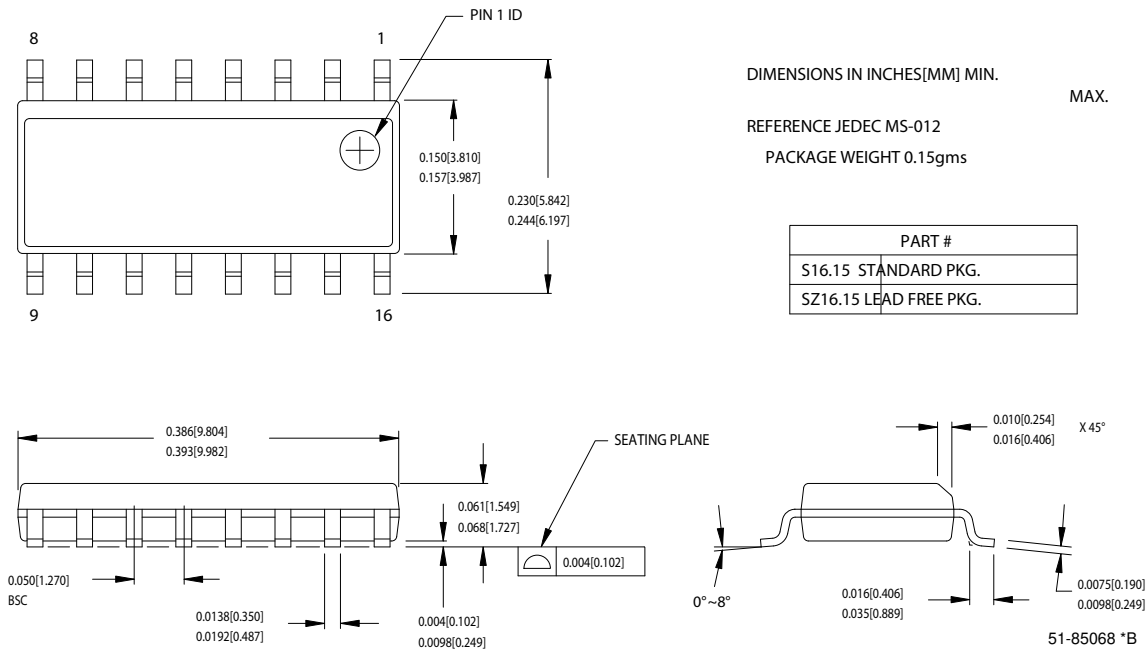 PIN 1 ID
8
1
DIMENSIONS IN INCHES[MM] MIN.
MAX.
REFERENCE JEDEC MS-012
PACKAGE WEIGHT 0.15gms
0.150[3.810]
0.157[3.987]
0.230[5.842]
0.244[6.197]
PART #
S16.15 STANDARD PKG.
SZ16.15 LEAD FREE PKG.
9
16
0.386[9.804]
0.393[9.982]
SEATING PLANE
0.010[0.254]
0.016[0.406]
X 45°
0.061[1.549]
0.068[1.727]
0.004[0.102]
0.050[1.270]
BSC
0.0138[0.350]
0.0192[0.487]
0.004[0.102]
0.0098[0.249]
0°~8°
0.016[0.406]
0.035[0.889]
0.0075[0.190]
0.0098[0.249]
51-85068 *B